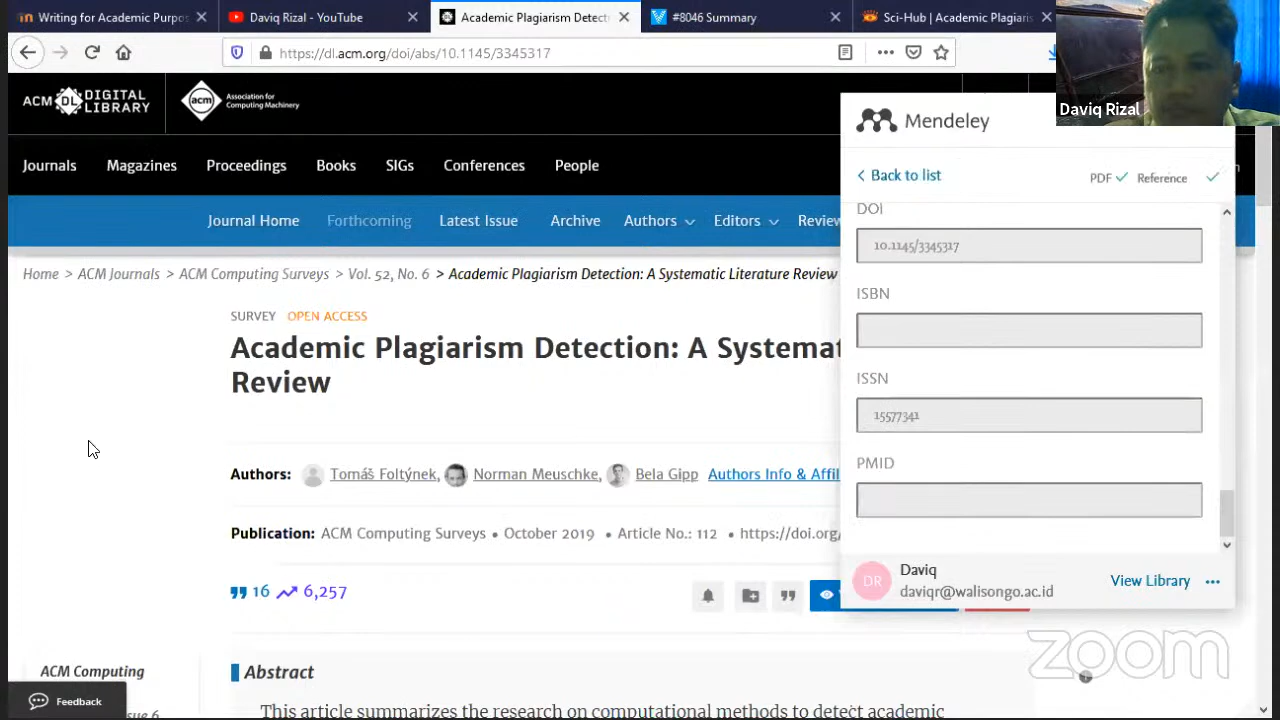 Writing for Academic Purpos
Daviq Rizal - YouTube
Academic Plagiarism Detect
#8046 Summary
Sci-Hub | Academic Plagiaris
https://dl.acm.org/doi/abs/10.1145/3345317
Daviq Rizal
ACM DL DIGITAL LIBRARY
acm Association for Computing Machinery
Mendeley
Journals Magazines Proceedings Books SIGs Conferences People
Back to list PDF Reference
Journal Home Forthcoming Latest Issue Archive Authors Editors Review
DOI
10.1145/3345317
Home > ACM Journals > ACM Computing Surveys > Vol. 52, No. 6 > Academic Plagiarism Detection: A Systematic Literature Review
ISBN
SURVEY OPEN ACCESS
Academic Plagiarism Detection: A Systemat
Review
ISSN
15577341
PMID
Authors: Tomáš Foltýnek, Norman Meuschke, Bela Gipp Authors Info & Affil
Publication: ACM Computing Surveys • October 2019 • Article No.: 112 • https://doi.org/
16 6,257
DR
Daviq
daviqr@walisongo.ac.id
View Library
zoom
ACM Computing
Abstract
Feedback
This article summarizes the research on computational methods to detect academic